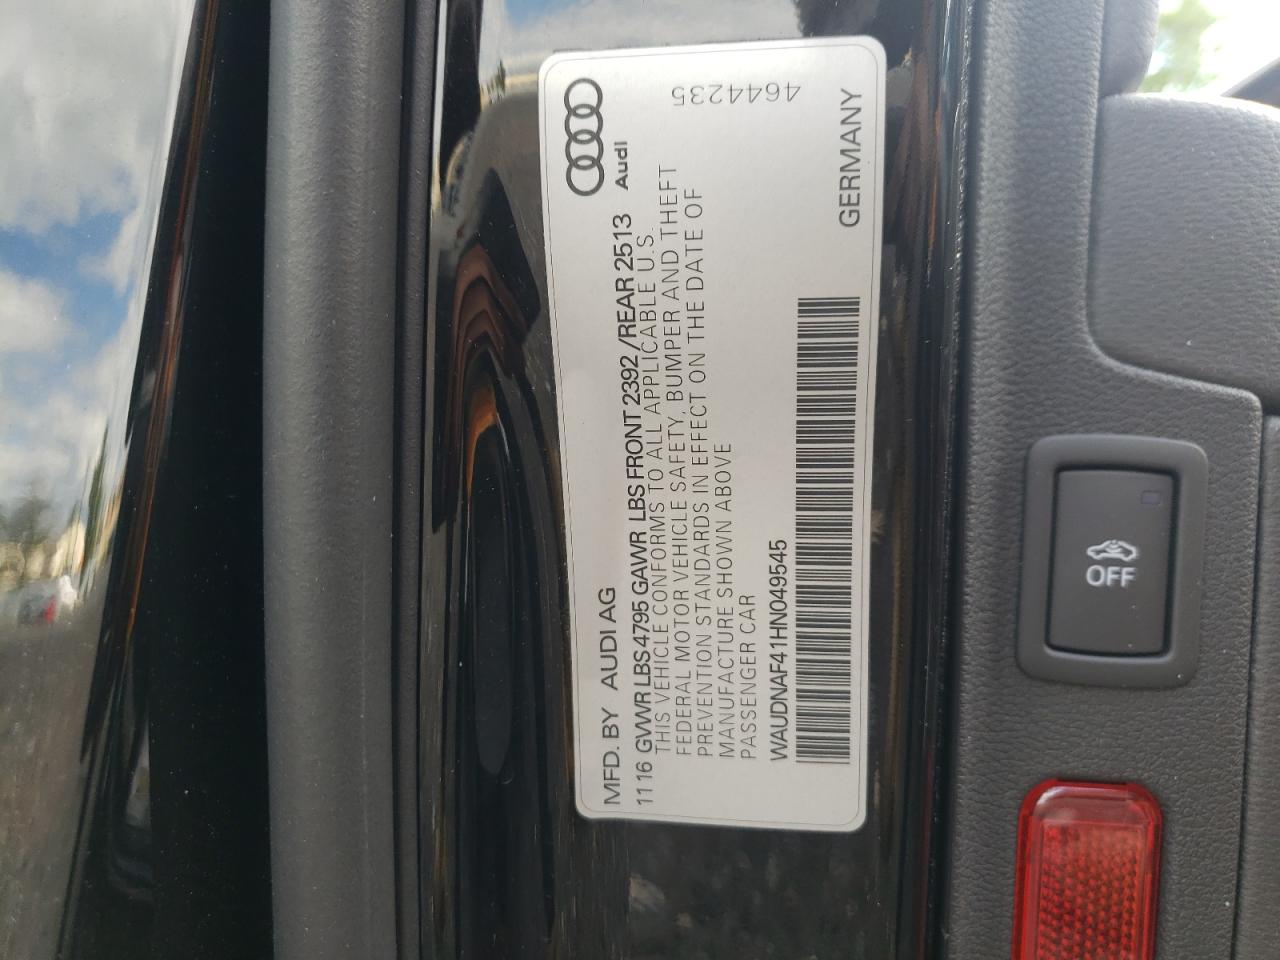 Audi
MFD. BY AUDI AG
11 16 GVWR LBS 4795 GAWR LBS FRONT 2392 /REAR 2513
THIS VEHICLE CONFORMS TO ALL APPLICABLE U.S.
FEDERAL MOTOR VEHICLE SAFETY, BUMPER AND THEFT
PREVENTION STANDARDS IN EFFECT ON THE DATE OF
MANUFACTURE SHOWN ABOVE
PASSENGER CAR
WAUDNAF41HN049545
GERMANY
4644235
OFF